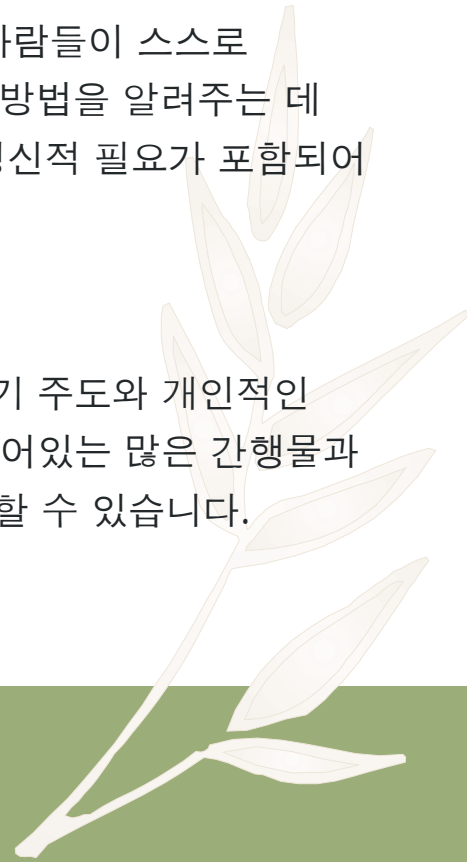 사람들이 스스로
방법을 알려주는 데
정신적 필요가 포함되어
기 주도와 개인적인
어있는 많은 간행물과
할 수 있습니다.